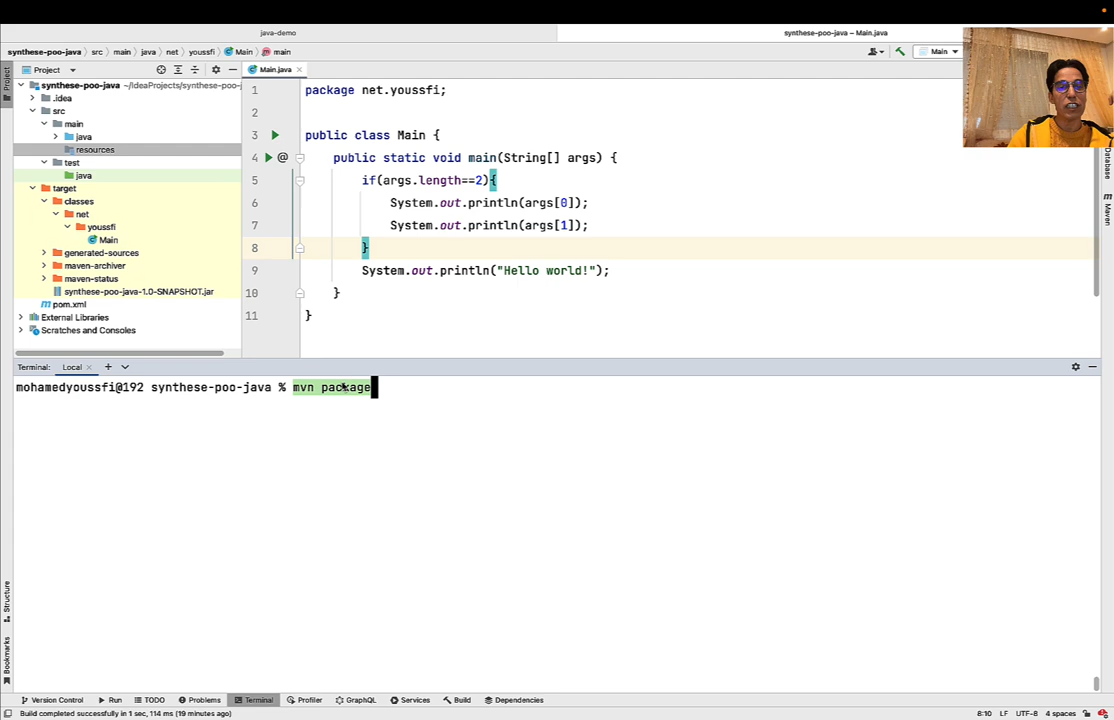 java-demo
synthese-poo-java – Main.java
synthese-poo-java › src › main › java › net › youssfi › Main › main
Main
Project
Main.java
Project
synthese-poo-java ~/IdeaProjects/synthese-poo-j
.idea
src
main
java
resources
test
java
target
classes
net
youssfi
Main
generated-sources
maven-archiver
maven-status
synthese-poo-java-1.0-SNAPSHOT.jar
pom.xml
External Libraries
Scratches and Consoles
1 package net.youssfi;
2
3 public class Main {
4 @ public static void main(String[] args) {
5 if(args.length==2){
6 System.out.println(args[0]);
7 System.out.println(args[1]);
8 }
9 System.out.println("Hello world!");
10 }
11 }
Database
Maven
Terminal: Local
mohamedyoussfi@192 synthese-poo-java % mvn package
Structure
Bookmarks
Version Control Run TODO Problems Terminal Profiler GraphQL Services Build Dependencies
Build completed successfully in 1 sec, 114 ms (19 minutes ago)
8:10 LF UTF-8 4 spaces